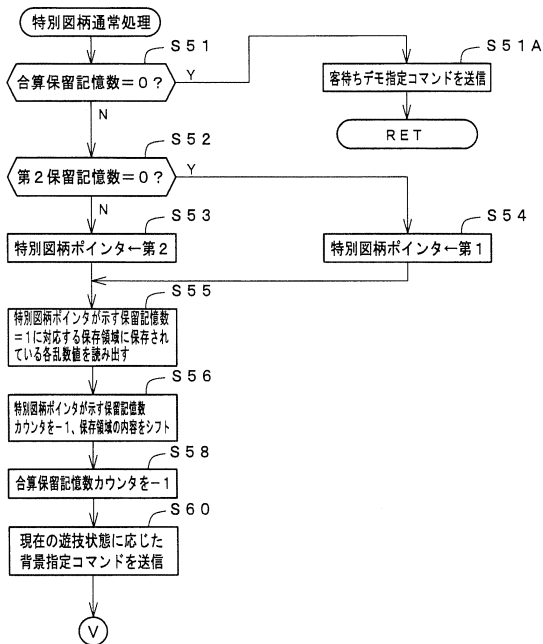 特別図柄通常処理
S51
合算保留記憶数＝0？
Y
N
S51A
客待ちデモ指定コマンドを送信
RET
S52
第2保留記憶数＝0？
Y
N
S53
特別図柄ポインタ←第2
S54
特別図柄ポインタ←第1
S55
特別図柄ポインタが示す保留記憶数
＝1に対応する保存領域に保存され
ている各乱数値を読み出す
S56
特別図柄ポインタが示す保留記憶数
カウンタを−1、保存領域の内容をシフト
S58
合算保留記憶数カウンタを−1
S60
現在の遊技状態に応じた
背景指定コマンドを送信
V